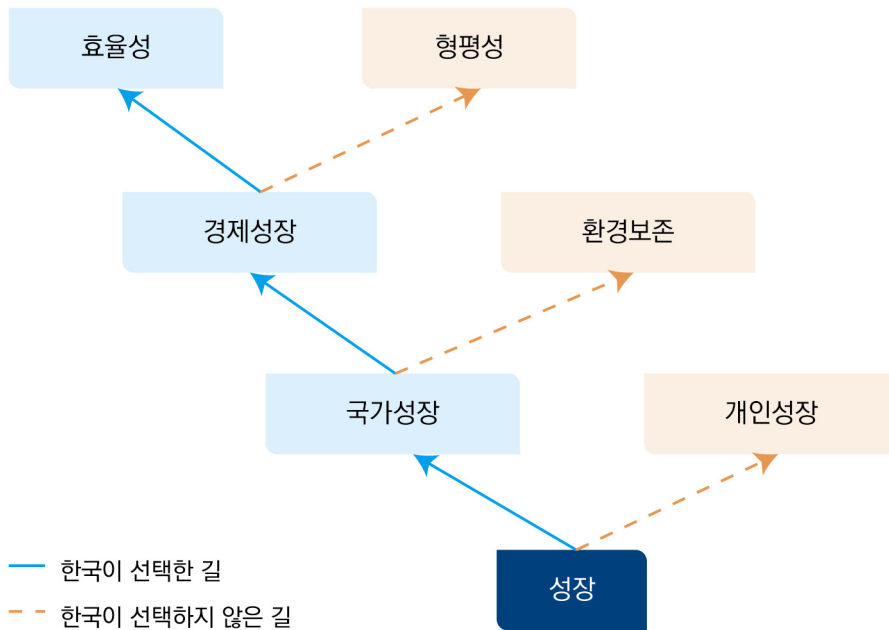 효율성
형평성
경제성장
환경보존
국가성장
개인성장
성장
한국이 선택한 길
한국이 선택하지 않은 길